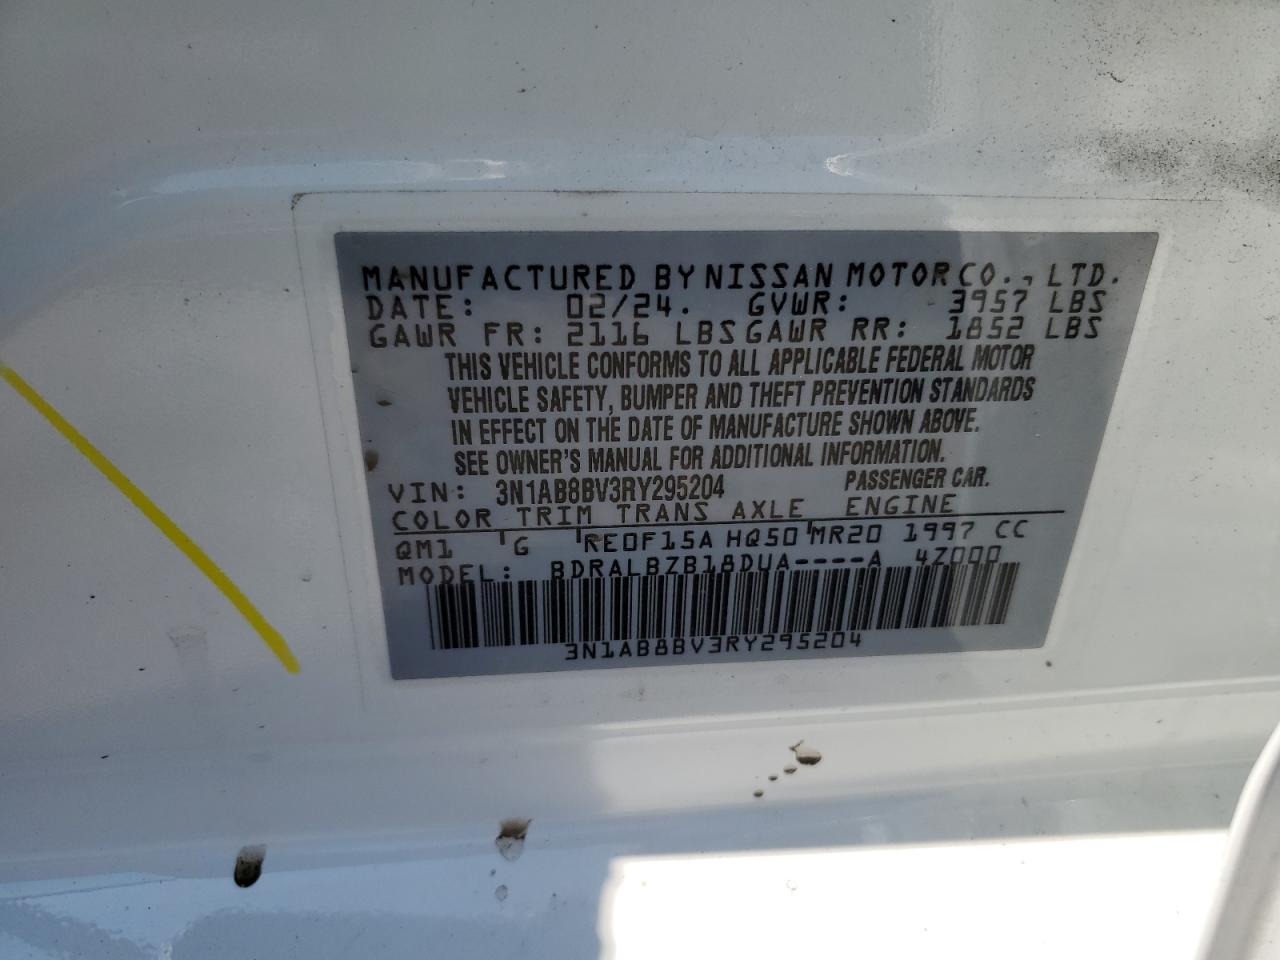 MANUFACTURED BY NISSAN MOTOR CO., LTD.
DATE: 02/24. GVWR: 3957 LBS
GAWR FR: 2116 LBS GAWR RR: 1852 LBS
THIS VEHICLE CONFORMS TO ALL APPLICABLE FEDERAL MOTOR
VEHICLE SAFETY, BUMPER AND THEFT PREVENTION STANDARDS
IN EFFECT ON THE DATE OF MANUFACTURE SHOWN ABOVE.
SEE OWNER'S MANUAL FOR ADDITIONAL INFORMATION.
VIN: 3N1AB8BV3RY295204 PASSENGER CAR.
COLOR TRIM TRANS AXLE ENGINE
QM1 G RE0F15A HQ50 MR20 1997 CC
MODEL: BDRALBZB18DUA----A 4Z000
3N1AB8BV3RY295204